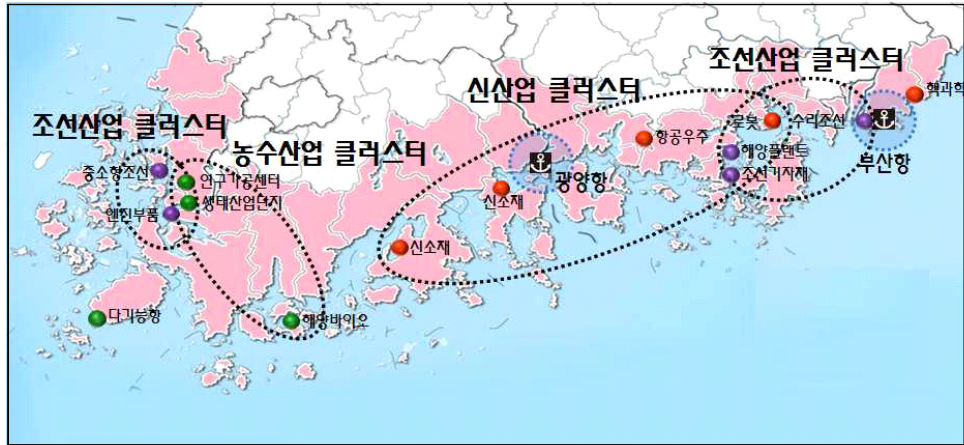 조선산업 클러스터
신산업 클러스터
핵과학
조선산업 클러스터
로봇
수리조선
항공우주
농수산업 클러스터
해양플랜트
부산항
중소형조선
광양항
조선기자재
연구가공센터
신소재
생태산업단지
엔진부품
신소재
다기능항
해양바이오